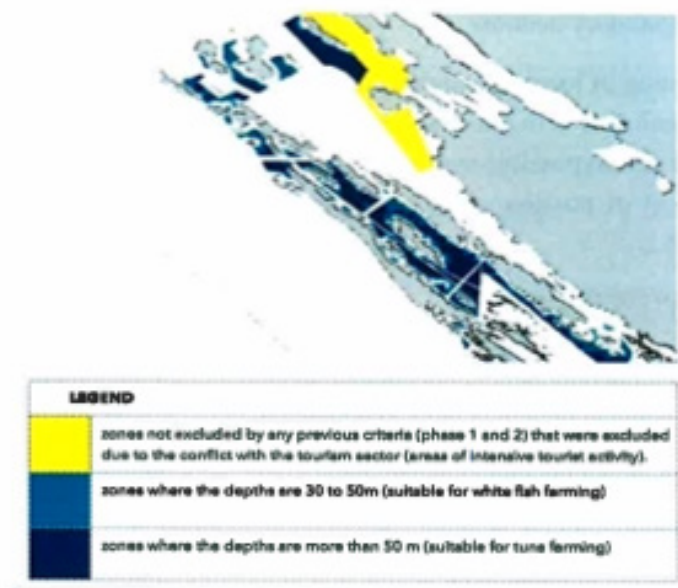 LEGEND
zones not excluded by any previous criteria (phase 1 and 2) that were excluded
due to the conflict with the tourism sector (areas of intensive tourist activity).
zones where the depths are 30 to 50m (suitable for white fish farming)
zones where the depths are more than 50 m (suitable for tuna farming)